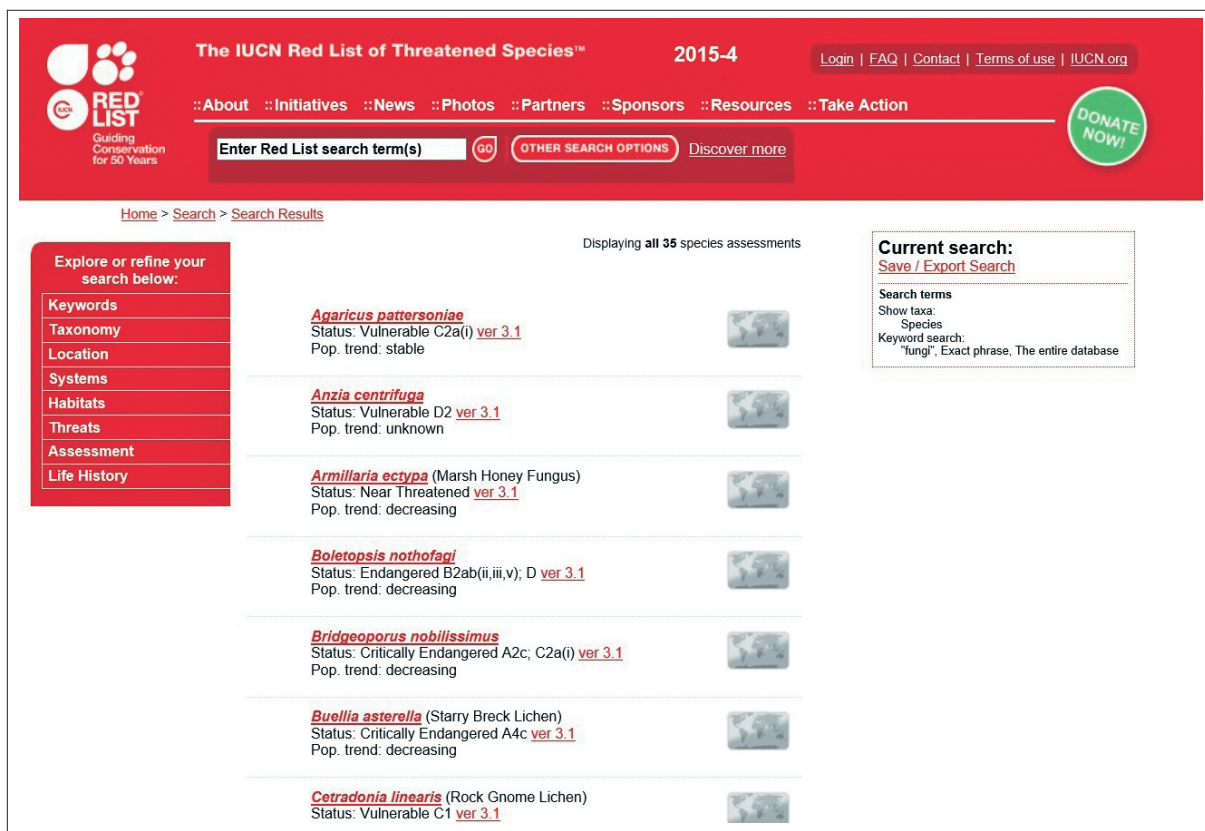 The IUCN Red List of Threatened Species™
2015-4
Login | FAQ | Contact | Terms of use | IUCN.org
IUCN
RED
LIST
Guiding
Conservation
for 50 Years
::About ::Initiatives ::News ::Photos ::Partners ::Sponsors ::Resources ::Take Action
DONATE
NOW!
Enter Red List search term(s) GO OTHER SEARCH OPTIONS Discover more
Home > Search > Search Results
Explore or refine your
search below:
Keywords
Taxonomy
Location
Systems
Habitats
Threats
Assessment
Life History
Displaying all 35 species assessments
Agaricus pattersoniae
Status: Vulnerable C2a(i) ver 3.1
Pop. trend: stable
Anzia centrifuga
Status: Vulnerable D2 ver 3.1
Pop. trend: unknown
Armillaria ectypa (Marsh Honey Fungus)
Status: Near Threatened ver 3.1
Pop. trend: decreasing
Boletopsis nothofagi
Status: Endangered B2ab(ii,iii,v); D ver 3.1
Pop. trend: decreasing
Bridgeoporus nobilissimus
Status: Critically Endangered A2c; C2a(i) ver 3.1
Pop. trend: decreasing
Buellia asterella (Starry Breck Lichen)
Status: Critically Endangered A4c ver 3.1
Pop. trend: decreasing
Cetradonia linearis (Rock Gnome Lichen)
Status: Vulnerable C1 ver 3.1
Current search:
Save / Export Search
Search terms
Show taxa:
Species
Keyword search:
"fungi", Exact phrase, The entire database